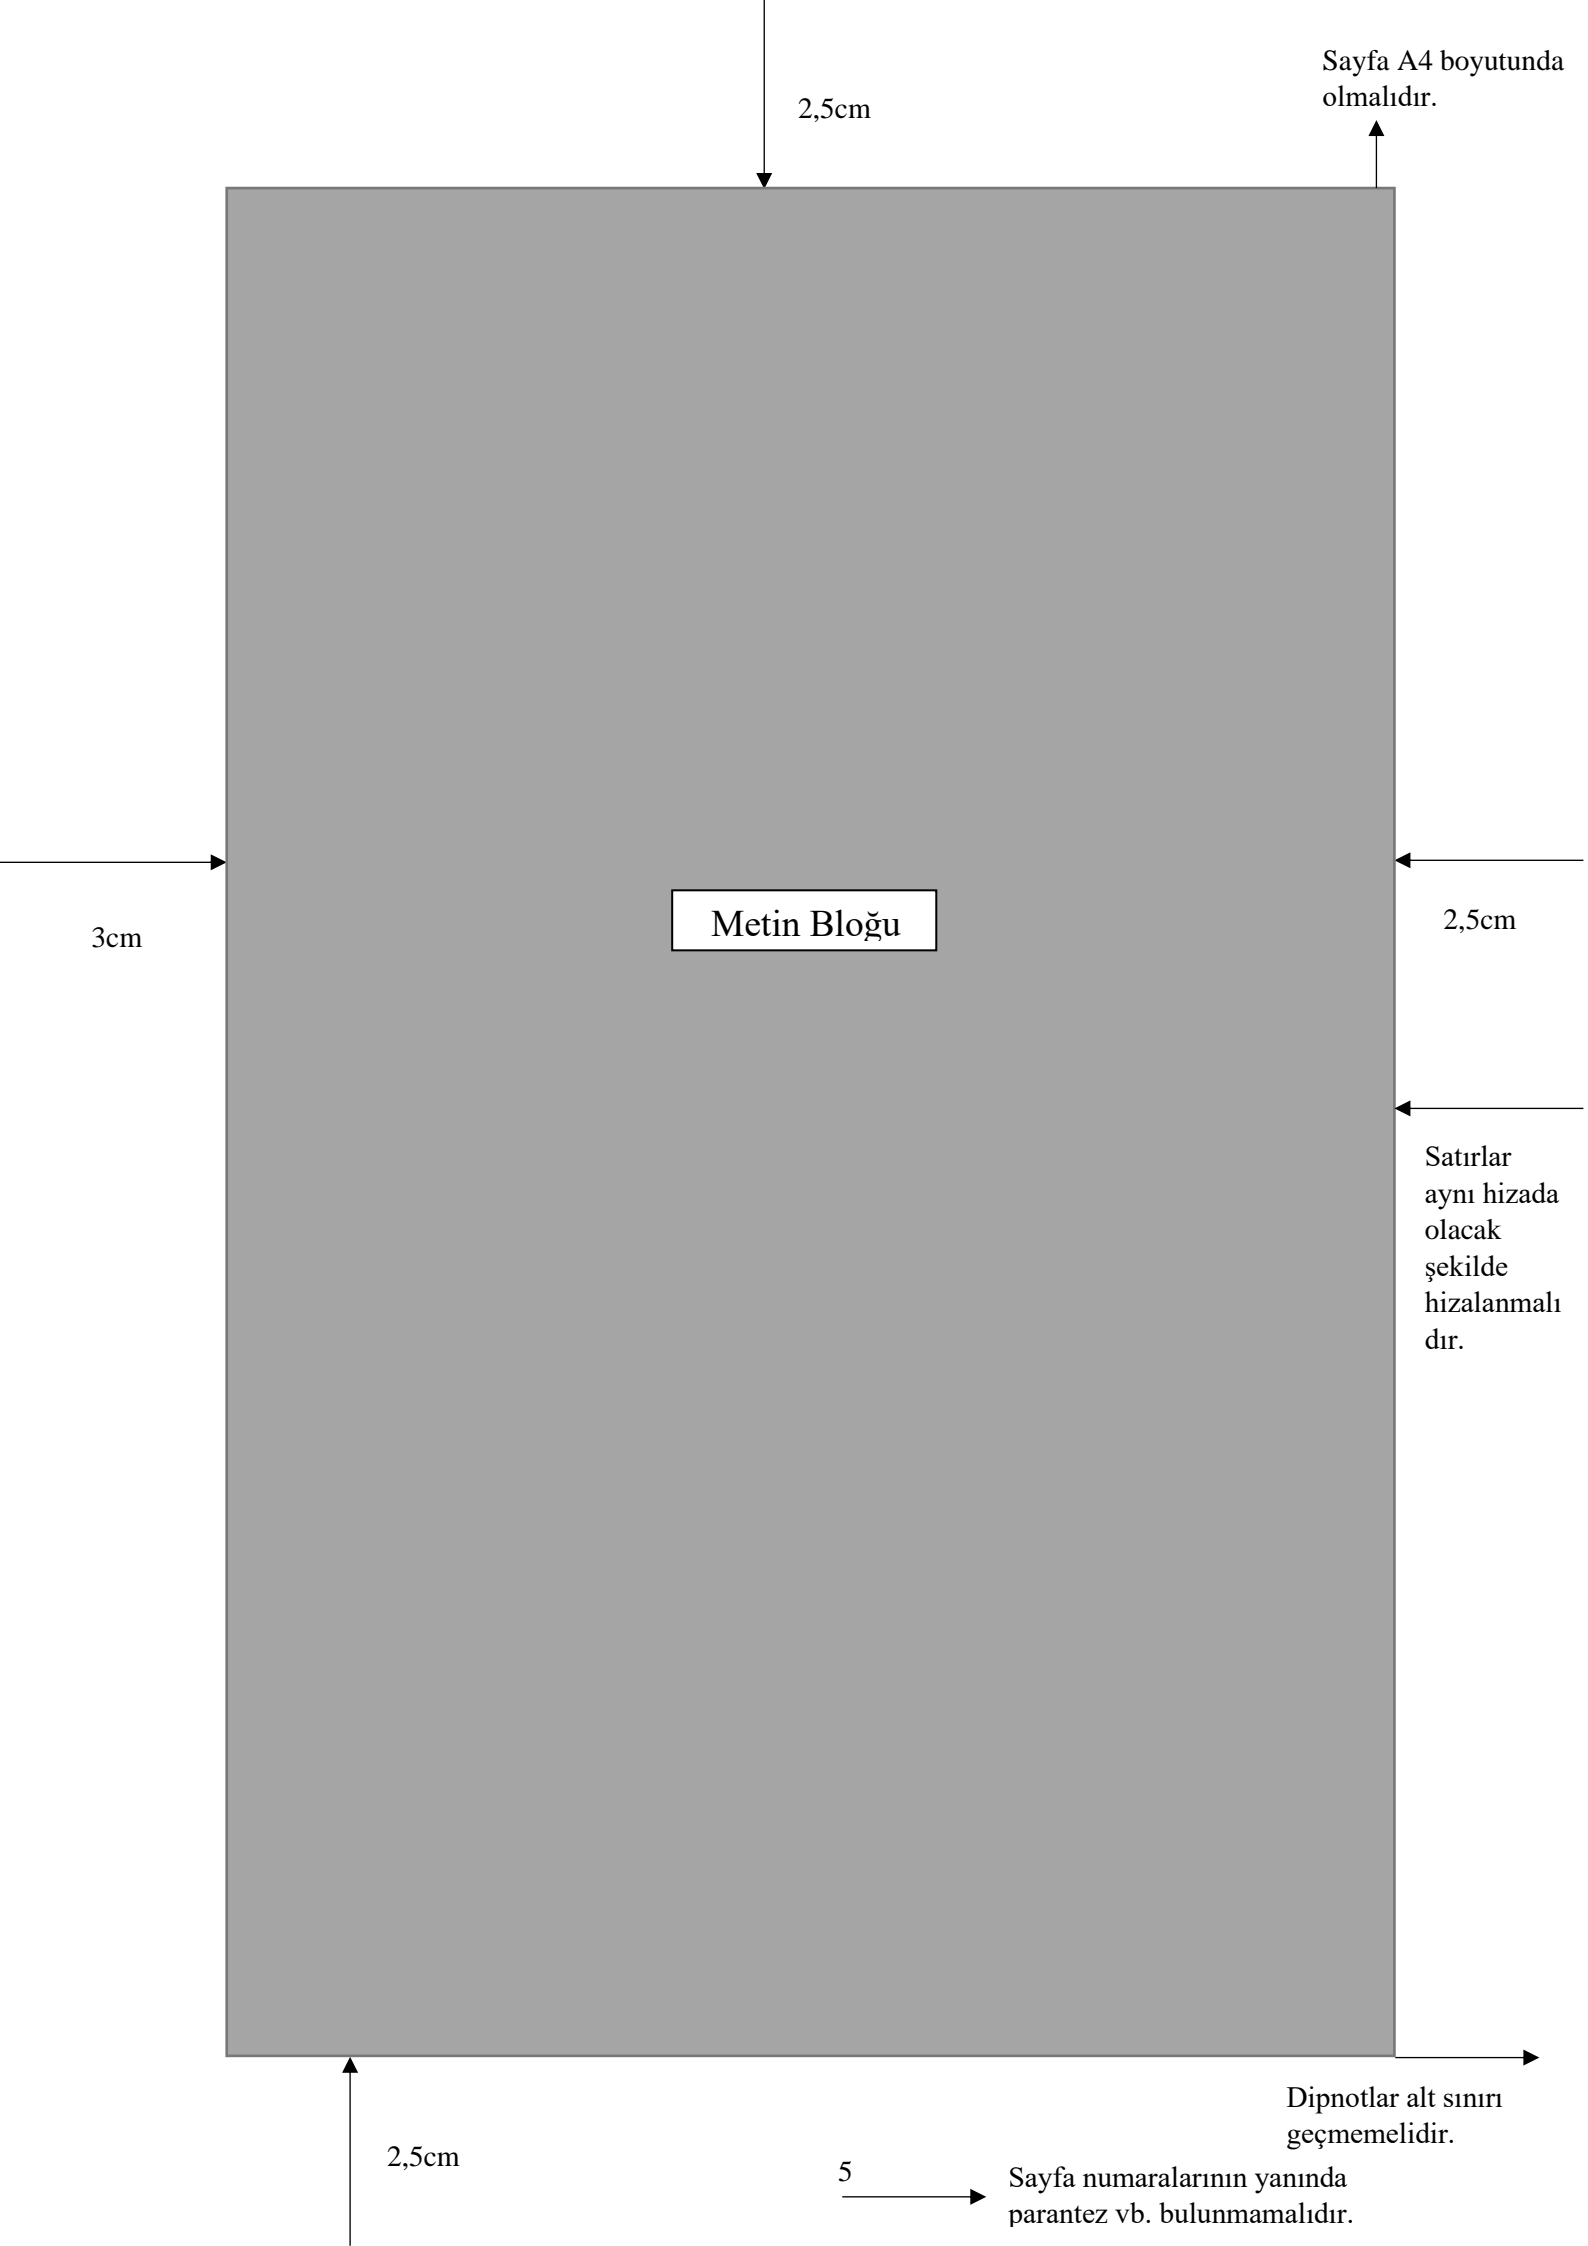 Sayfa A4 boyutunda
olmalıdır.
2,5cm
Metin Bloğu
3cm
2,5cm
Satırlar
aynı hizada
olacak
şekilde
hizalanmalı
dır.
Dipnotlar alt sınırı
geçmemelidir.
2,5cm
5
Sayfa numaralarının yanında
parantez vb. bulunmamalıdır.